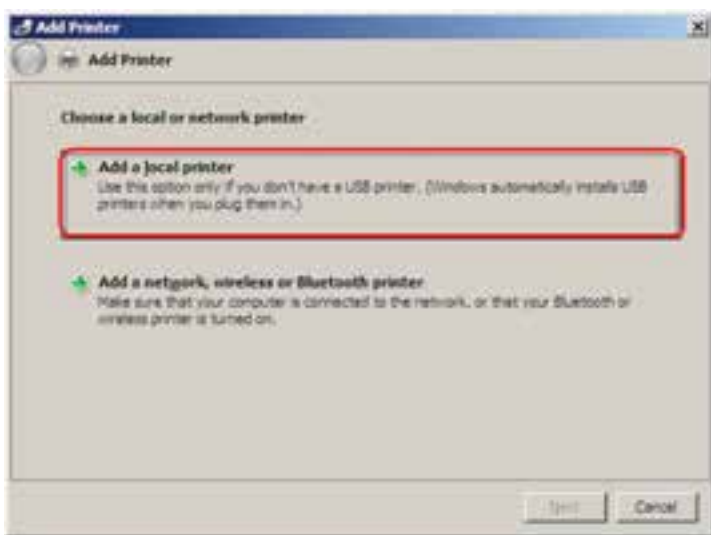 Add Printer
Add Printer
Choose a local or network printer
Add a local printer
Use this option only if you don't have a USB printer. (Windows automatically installs USB
printers when you plug them in.)
Add a network, wireless or Bluetooth printer
Make sure that your computer is connected to the network, or that your Bluetooth or
wireless printer is turned on.
Next
Cancel